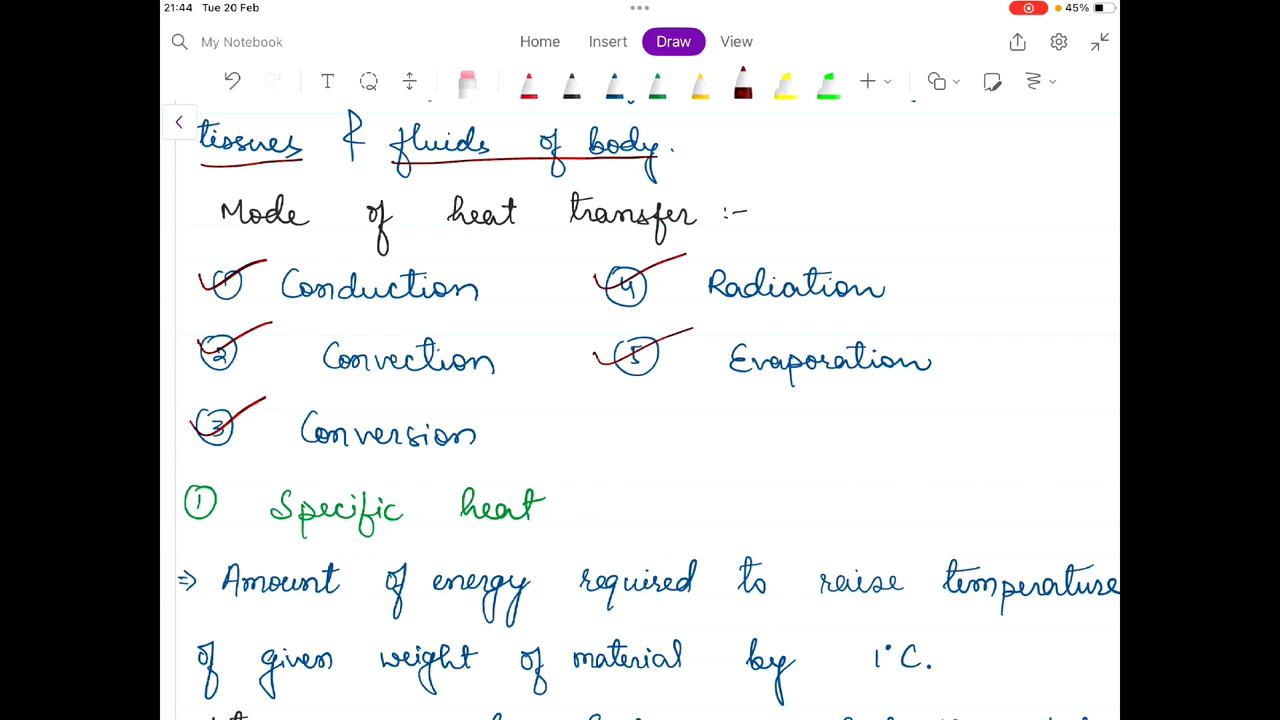 21:44 Tue 20 Feb 45%
My Notebook Home Insert Draw View
tissues & fluids of body.
Mode of heat transfer :-
① Conduction ④ Radiation
② Convection ⑤ Evaporation
③ Conversion
① Specific heat
⇒ Amount of energy required to raise temperature
of given weight of material by 1°C.